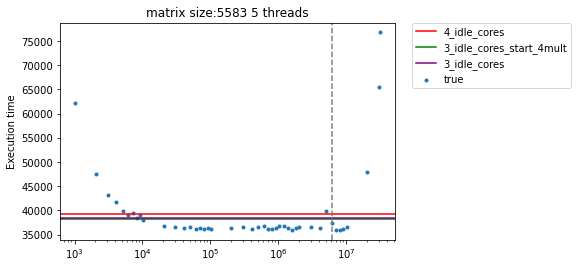 matrix size:5583 5 threads
4_idle_cores
3_idle_cores_start_4mult
3_idle_cores
true
Execution time
75000
70000
65000
60000
55000
50000
45000
40000
35000
10³ 10⁴ 10⁵ 10⁶ 10⁷